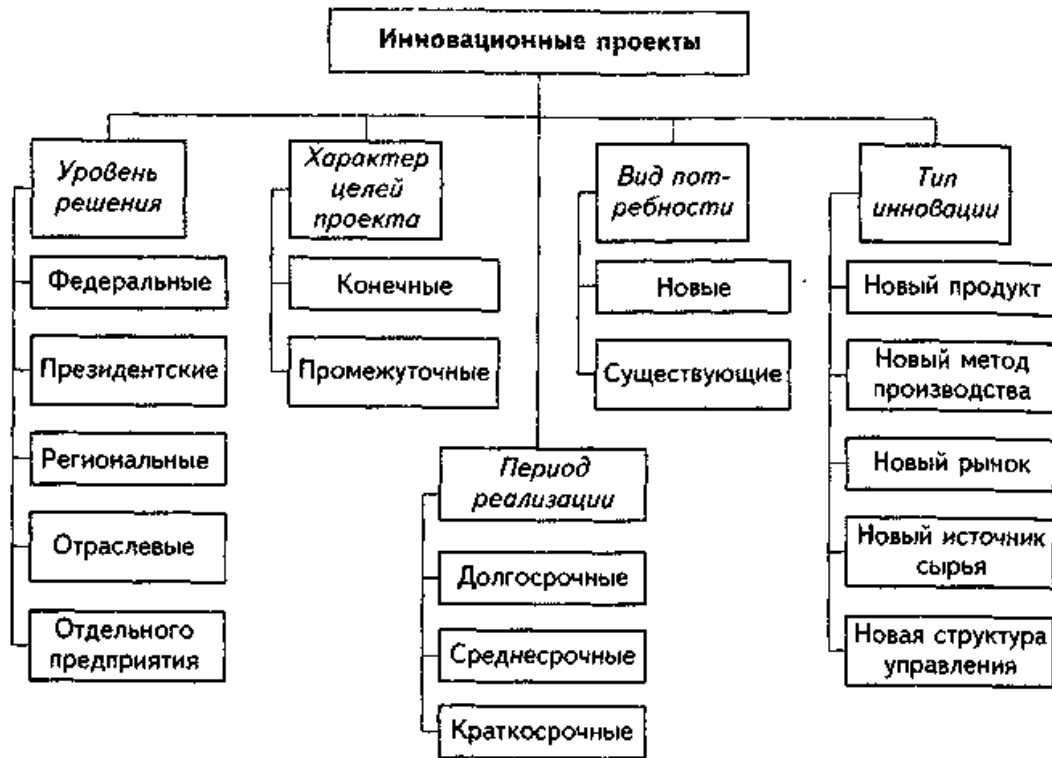 Инновационные проекты
Уровень
решения
Федеральные
Президентские
Региональные
Отраслевые
Отдельного
предприятия
Характер
целей
проекта
Конечные
Промежуточные
Период
реализации
Долгосрочные
Среднесрочные
Краткосрочные
Вид пот-
ребности
Новые
Существующие
Тип
инновации
Новый продукт
Новый метод
производства
Новый рынок
Новый источник
сырья
Новая структура
управления